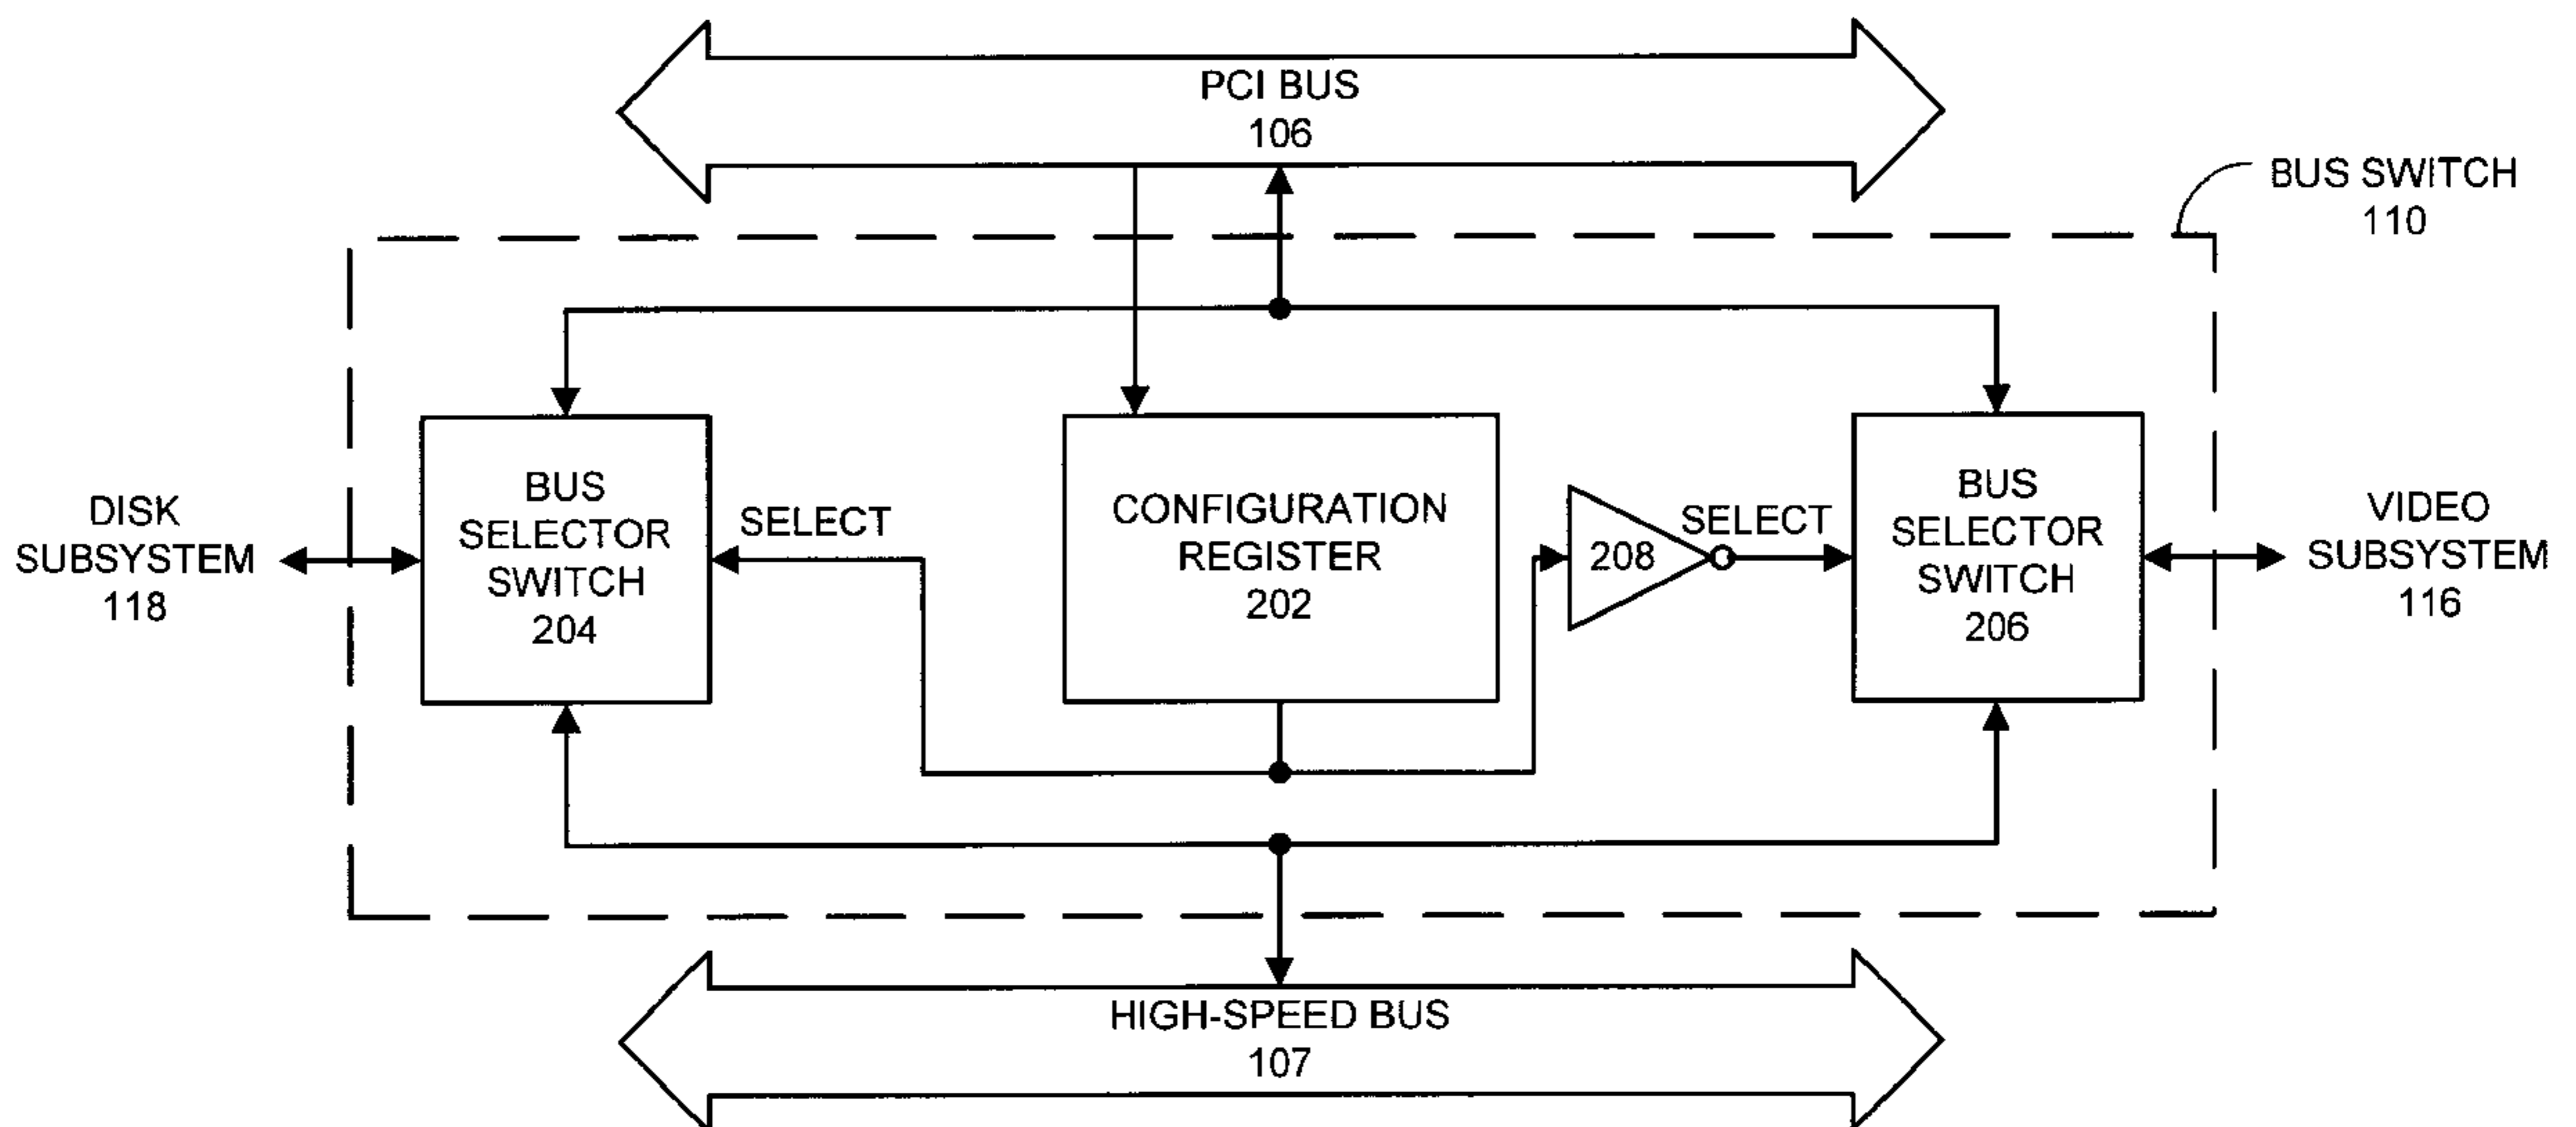 PCI BUS
106
BUS SWITCH
110
DISK
SUBSYSTEM
118
BUS
SELECTOR
SWITCH
204
SELECT
CONFIGURATION
REGISTER
202
208
SELECT
BUS
SELECTOR
SWITCH
206
VIDEO
SUBSYSTEM
116
HIGH-SPEED BUS
107